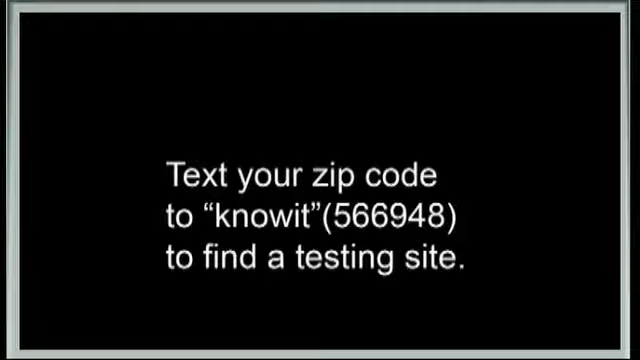 Text your zip code
to “knowit”(566948)
to find a testing site.